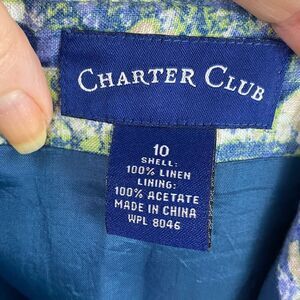 CHARTER CLUB
10
SHELL:
100% LINEN
LINING:
100% ACETATE
MADE IN CHINA
WPL 8046